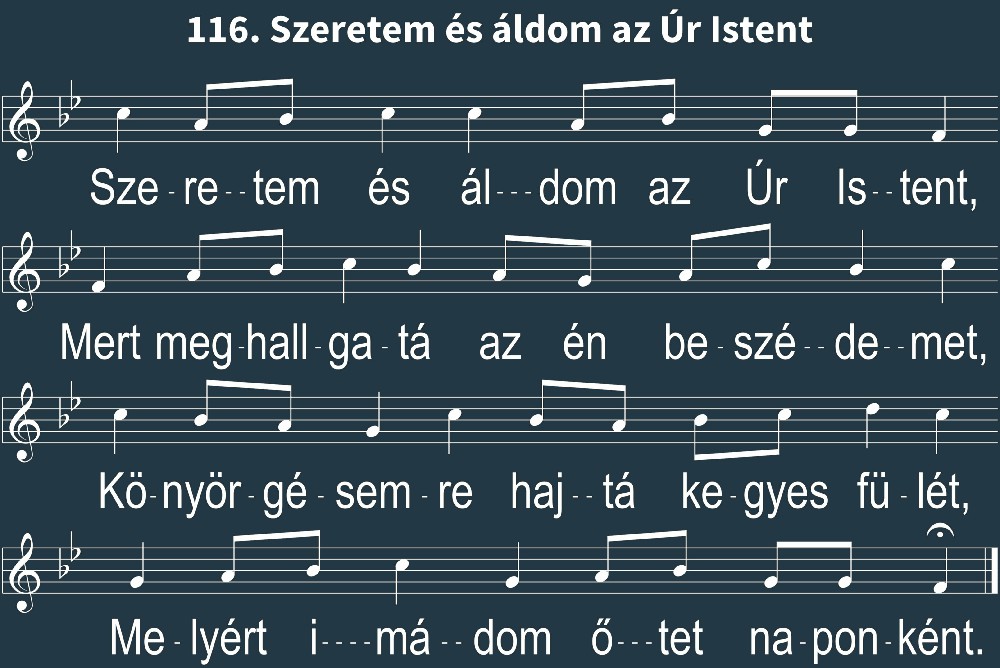 116. Szeretem és áldom az Úr Istent
Sze - re - - tem és ál - - - dom az Úr Is - - tent,
Mert meg - hall - ga - tá az én be - szé - - de - - met,
Kö - nyör - gé - sem - re haj - - tá ke - gyes fü - lét,
Me - lyért i - - - - má - - dom ő - - - tet na - pon - ként.